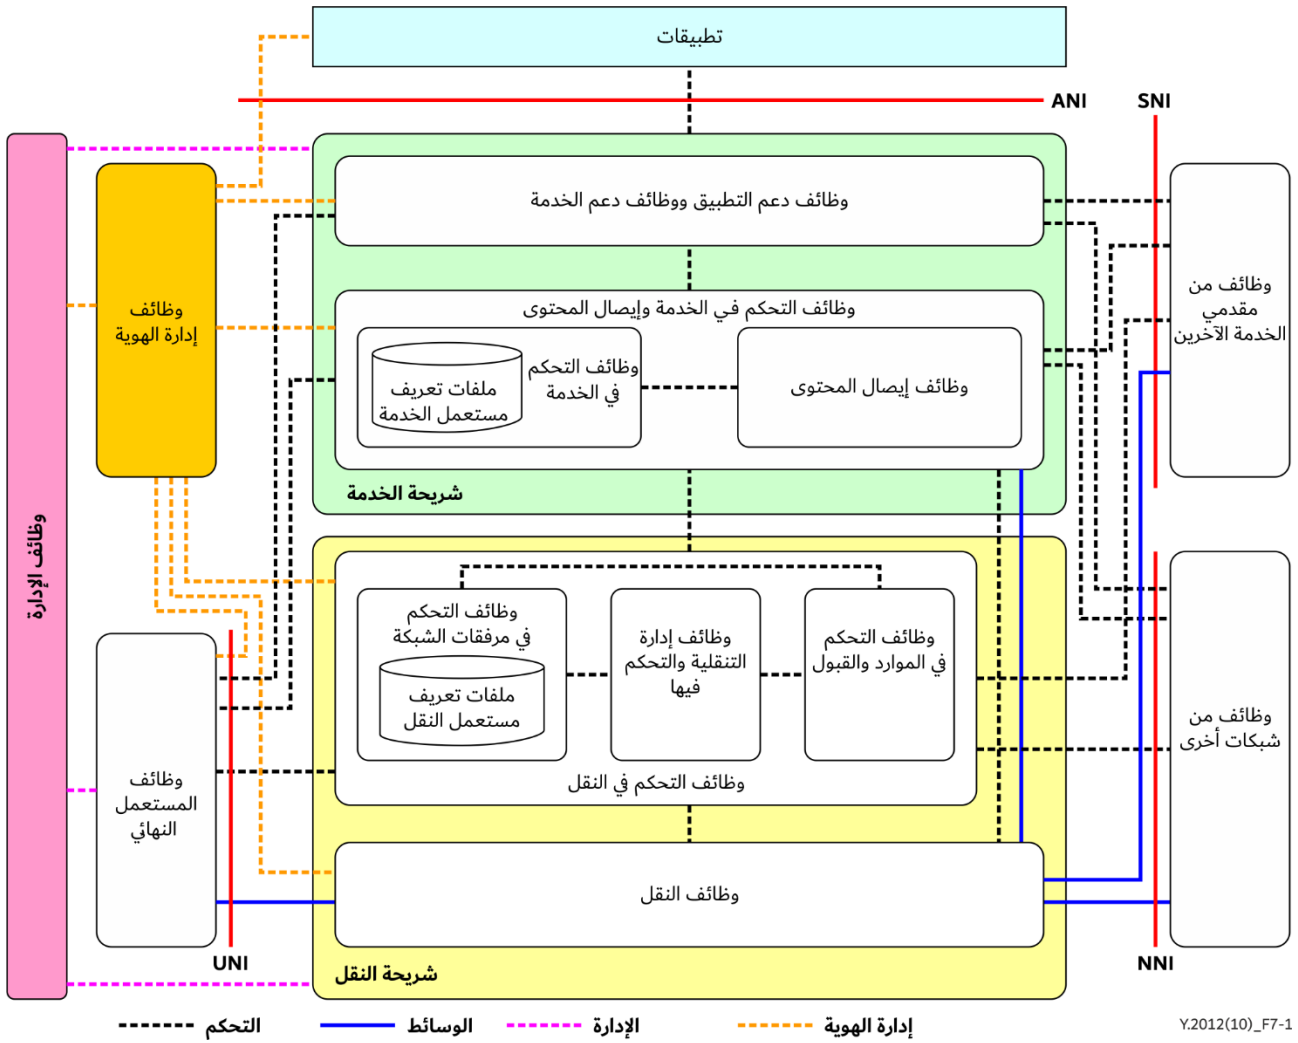 تطبيقات
ANI
SNI
وظائف دعم التطبيق ووظائف دعم الخدمة
وظائف
إدارة الهوية
وظائف من
مقدمي
الخدمة الآخرين
وظائف التحكم في الخدمة وإيصال المحتوى
وظائف التحكم
في الخدمة
ملفات تعريف
مستعمل الخدمة
وظائف إيصال المحتوى
شريحة الخدمة
وظائف الإدارة
وظائف التحكم
في مرفقات الشبكة
ملفات تعريف
مستعمل النقل
وظائف إدارة
التنقلية والتحكم
فيها
وظائف التحكم
في الموارد والقبول
وظائف التحكم في النقل
وظائف من
شبكات أخرى
وظائف
المستعمل
النهائي
وظائف النقل
UNI
شريحة النقل
NNI
التحكم
الوسائط
الإدارة
إدارة الهوية
Y.2012(10)_F7-1